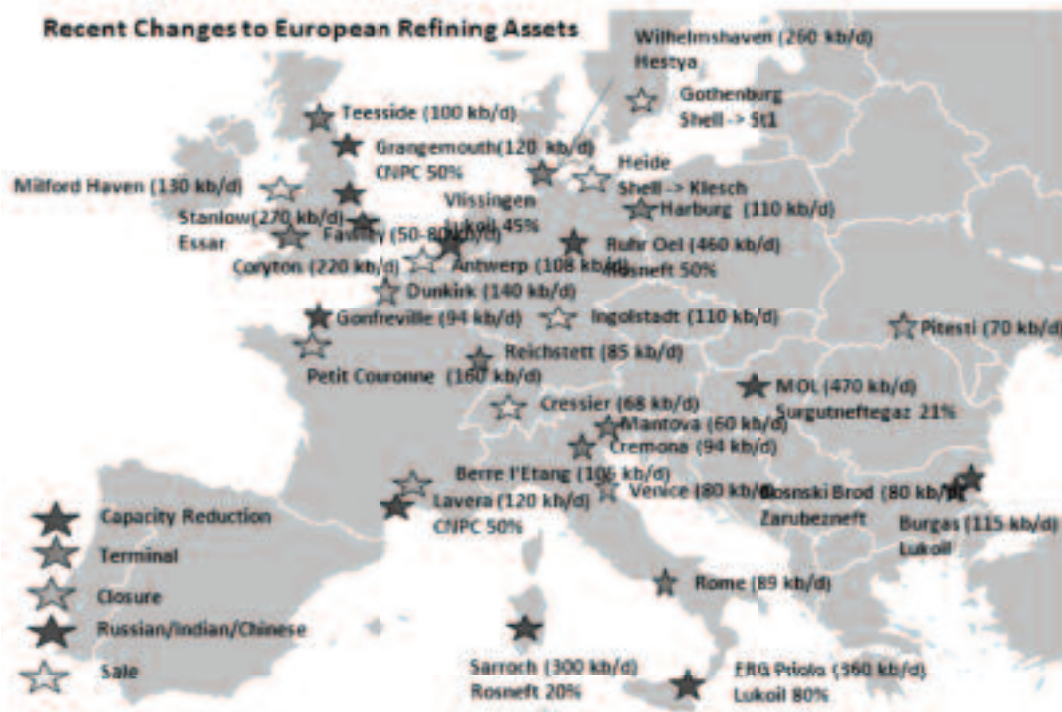 Recent Changes to European Refining Assets
Wilhelmshaven (260 kb/d)
Hestya
Gothenburg
Shell -> St1
Teesside (100 kb/d)
Grangemouth(120 kb/d)
CNPC 50%
Heide
Shell -> Klesch
Milford Haven (130 kb/d)
Vlissingen
Lukoil 45%
Harburg (110 kb/d)
Stanlow(270 kb/d)
Essar
Fawley (50-80 kb/d)
Ruhr Oel (460 kb/d)
Rosneft 50%
Coryton (220 kb/d)
Antwerp (108 kb/d)
Dunkirk (140 kb/d)
Gonfreville (94 kb/d)
Ingolstadt (110 kb/d)
Pitesti (70 kb/d)
Reichstett (85 kb/d)
Petit Couronne (160 kb/d)
MOL (470 kb/d)
Surgutneftegaz 21%
Cressier (68 kb/d)
Mantova (60 kb/d)
Cremona (94 kb/d)
Berre l'Etang (105 kb/d)
Lavera (120 kb/d)
CNPC 50%
Venice (80 kb/d)
Bosnski Brod (80 kb/d)
Zarubezneft
Burgas (115 kb/d)
Lukoil
Capacity Reduction
Terminal
Closure
Russian/Indian/Chinese
Sale
Rome (89 kb/d)
Sarroch (300 kb/d)
Rosneft 20%
ERG Priolo (360 kb/d)
Lukoil 80%